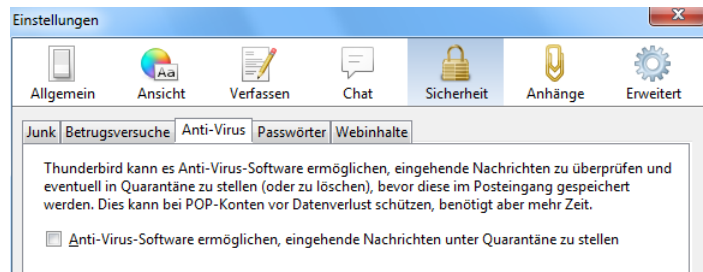 Einstellungen
Allgemein Ansicht Verfassen Chat Sicherheit Anhänge Erweitert
Junk Betrugsversuche Anti-Virus Passwörter Webinhalte
Thunderbird kann es Anti-Virus-Software ermöglichen, eingehende Nachrichten zu überprüfen und
eventuell in Quarantäne zu stellen (oder zu löschen), bevor diese im Posteingang gespeichert
werden. Dies kann bei POP-Konten vor Datenverlust schützen, benötigt aber mehr Zeit.
Anti-Virus-Software ermöglichen, eingehende Nachrichten unter Quarantäne zu stellen